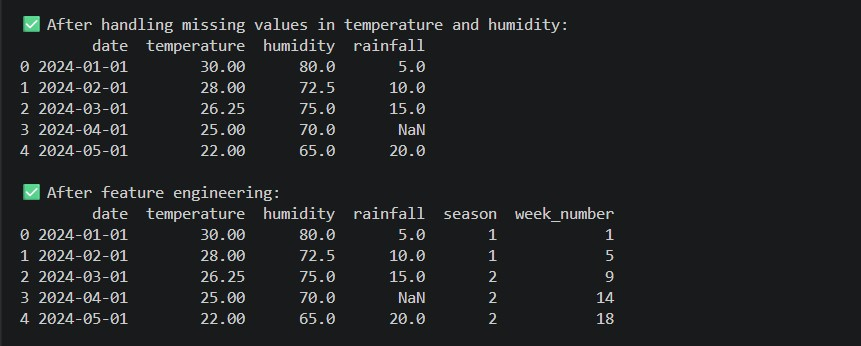 ✅ After handling missing values in temperature and humidity:
        date  temperature  humidity  rainfall
0 2024-01-01        30.00      80.0       5.0
1 2024-02-01        28.00      72.5      10.0
2 2024-03-01        26.25      75.0      15.0
3 2024-04-01        25.00      70.0       NaN
4 2024-05-01        22.00      65.0      20.0

✅ After feature engineering:
        date  temperature  humidity  rainfall  season  week_number
0 2024-01-01        30.00      80.0       5.0       1            1
1 2024-02-01        28.00      72.5      10.0       1            5
2 2024-03-01        26.25      75.0      15.0       2            9
3 2024-04-01        25.00      70.0       NaN       2           14
4 2024-05-01        22.00      65.0      20.0       2           18